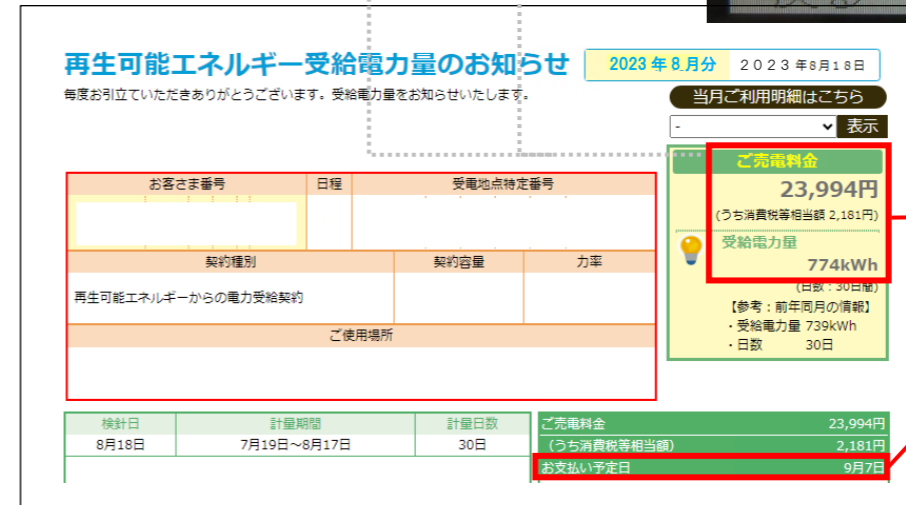 再生可能エネルギー受給電力量のお知らせ
2023年8月分 2023年8月18日
毎度お引立ていただきありがとうございます。受給電力量をお知らせいたします。
当月ご利用明細はこちら
- 表示
お客さま番号 日程 受電地点特定番号
契約種別 契約容量 力率
再生可能エネルギーからの電力受給契約
ご使用場所
ご売電料金
23,994円
(うち消費税等相当額 2,181円)
受給電力量
774kWh
(日数:30日間)
【参考:前年同月の情報】
・受給電力量 739kWh
・日数 30日
検針日 計量期間 計量日数
8月18日 7月19日~8月17日 30日
ご売電料金 23,994円
(うち消費税等相当額) 2,181円
お支払い予定日 9月7日